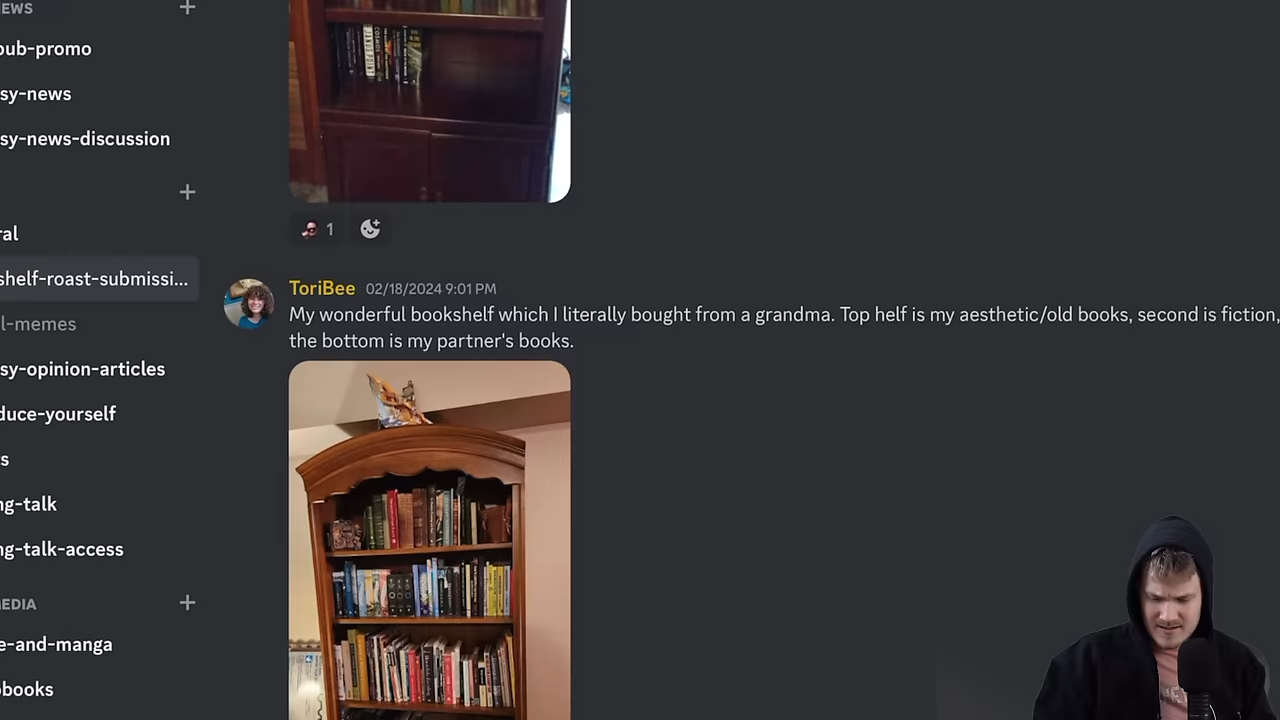 EWS
pub-promo
sy-news
sy-news-discussion
ral
shelf-roast-submissi...
l-memes
sy-opinion-articles
duce-yourself
s
ng-talk
ng-talk-access
MEDIA
e-and-manga
obooks
1
ToriBee 02/18/2024 9:01 PM
My wonderful bookshelf which I literally bought from a grandma. Top helf is my aesthetic/old books, second is fiction,
the bottom is my partner's books.